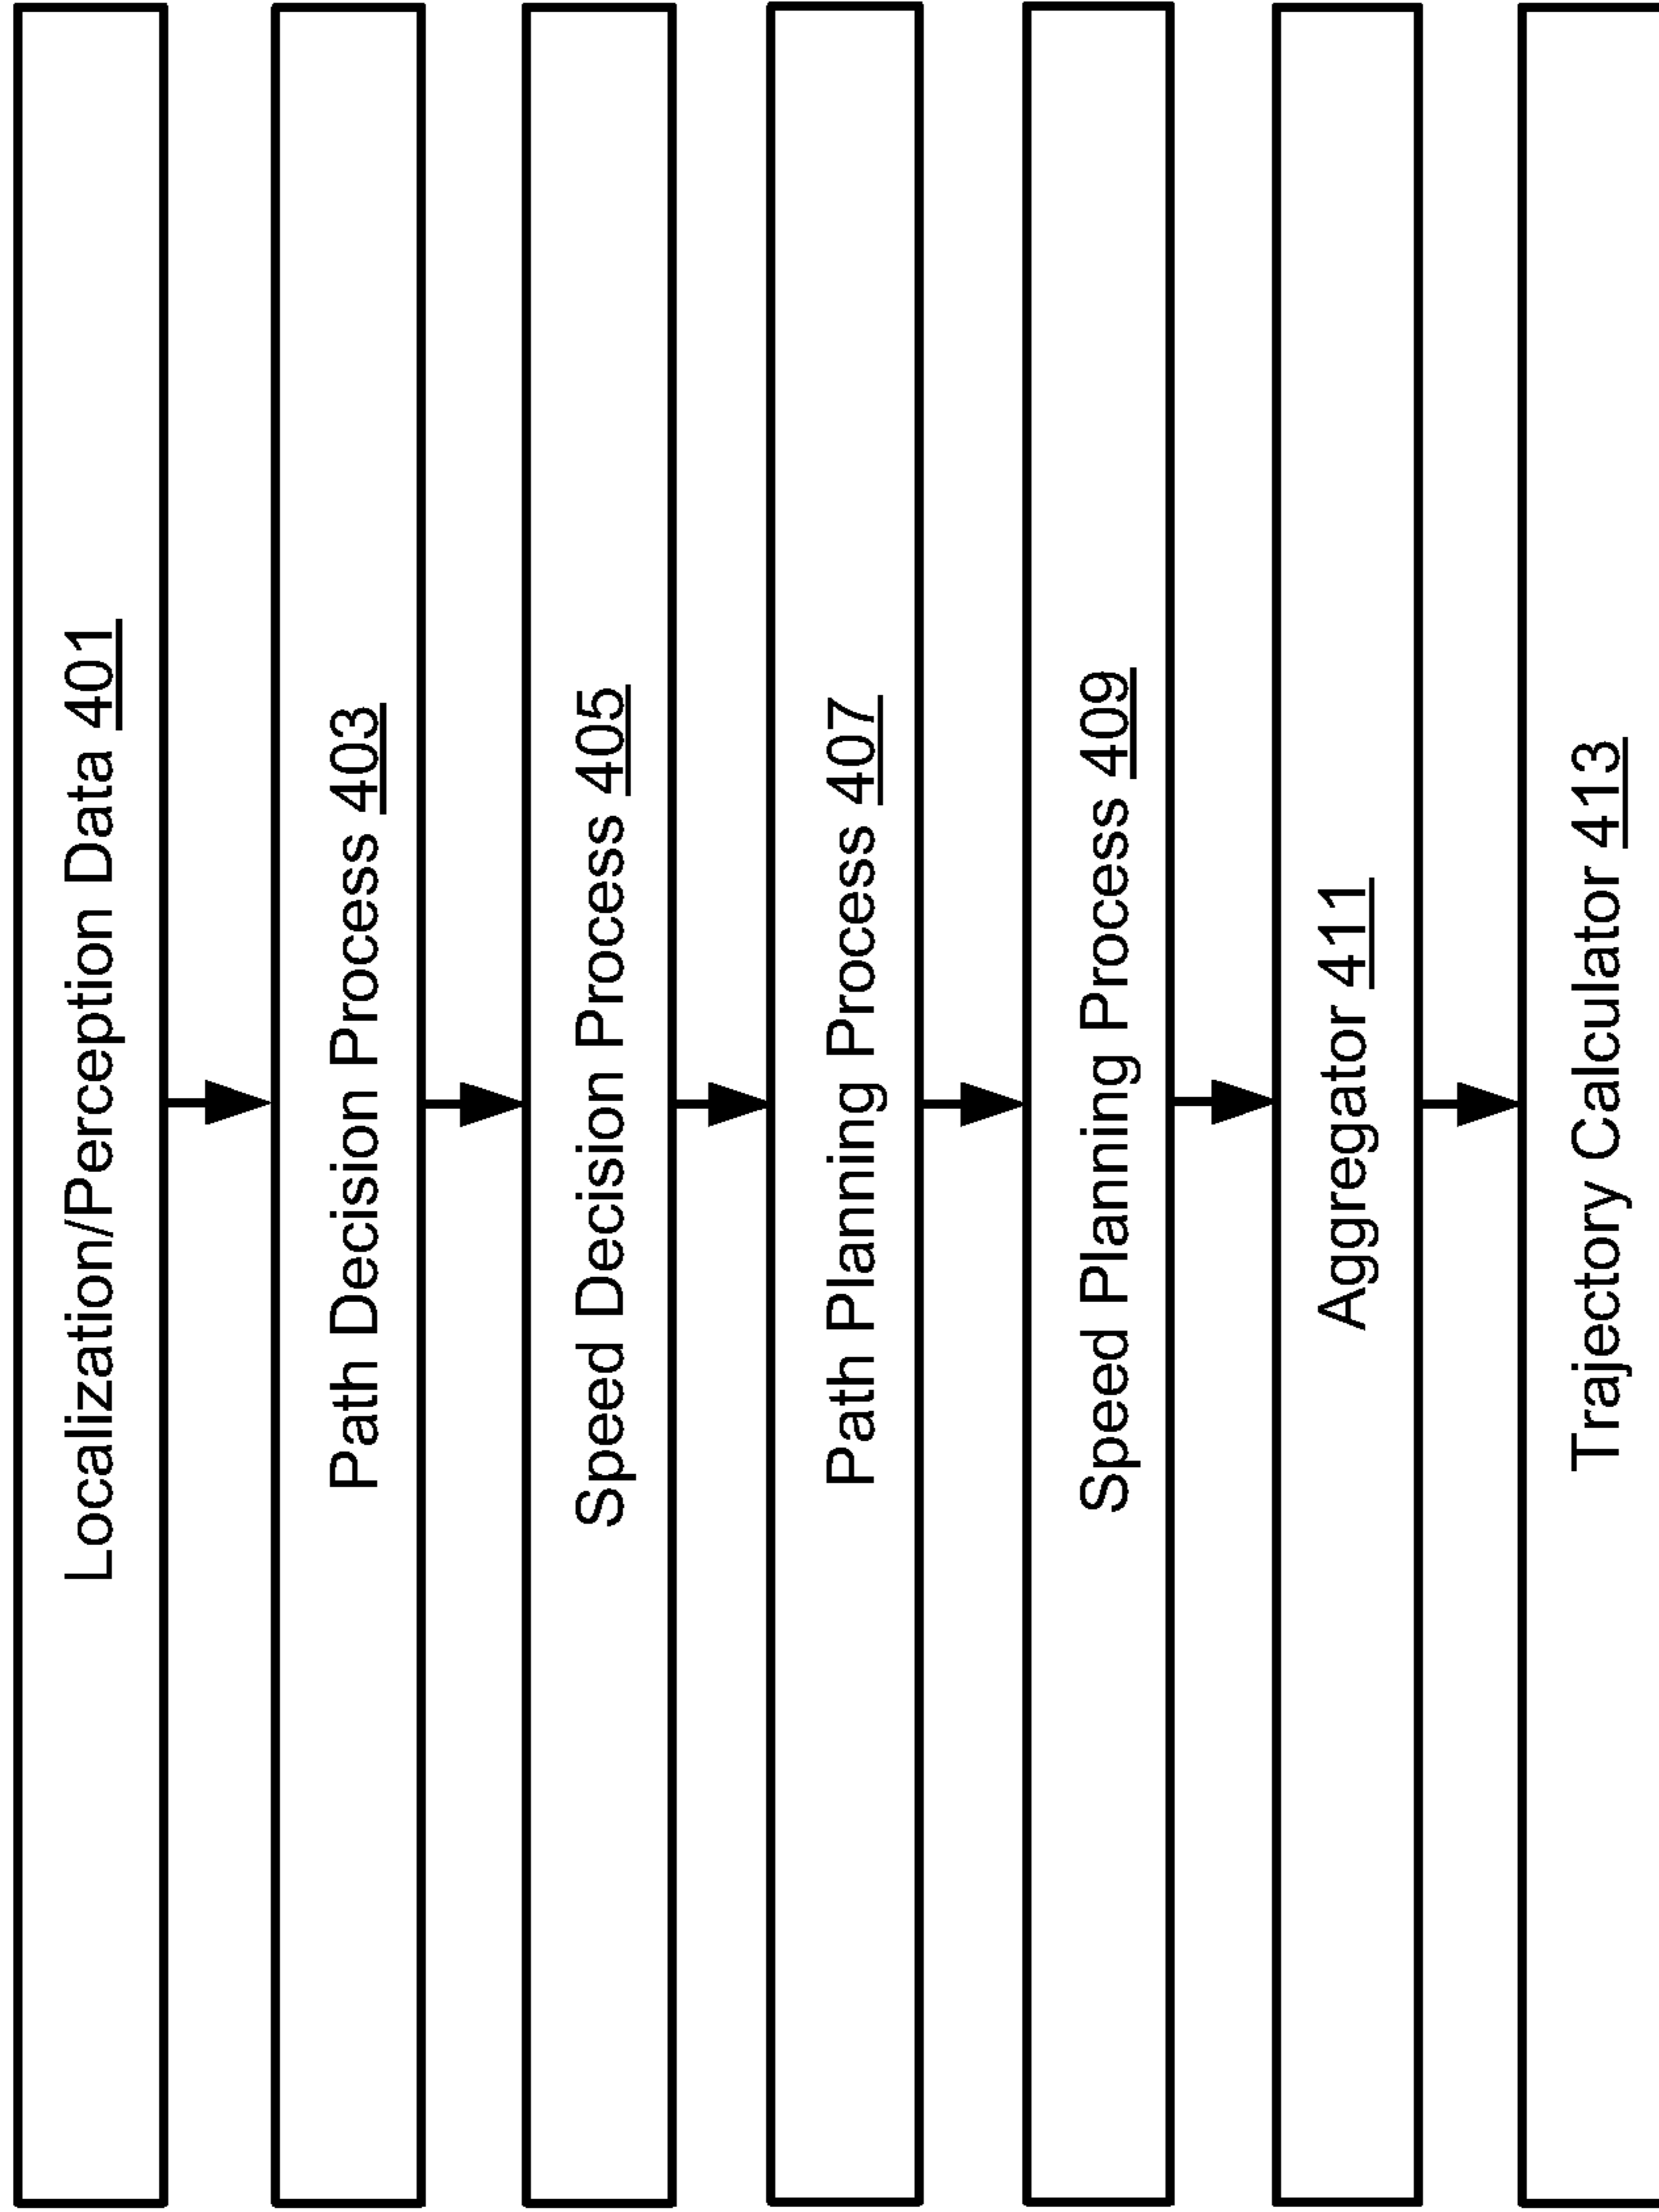 Localization/Perception Data 401
Path Decision Process 403
Speed Decision Process 405
Path Planning Process 407
Speed Planning Process 409
Aggregator 411
Trajectory Calculator 413